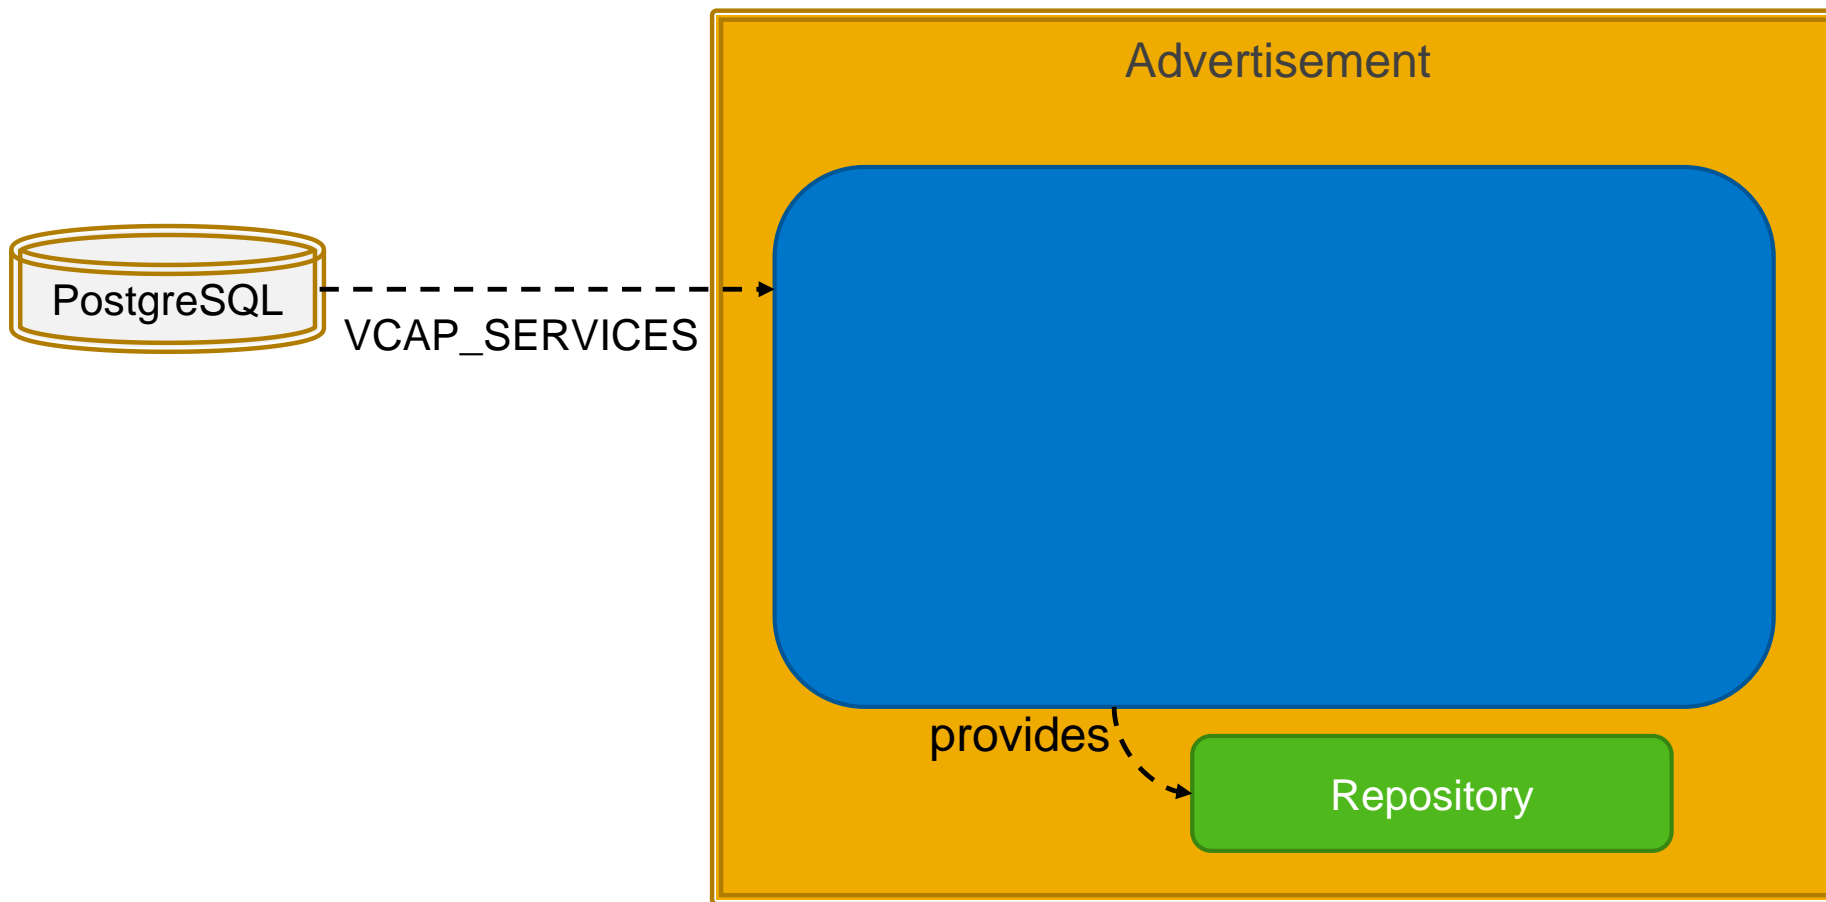 Advertisement
PostgreSQL
VCAP_SERVICES
provides
Repository